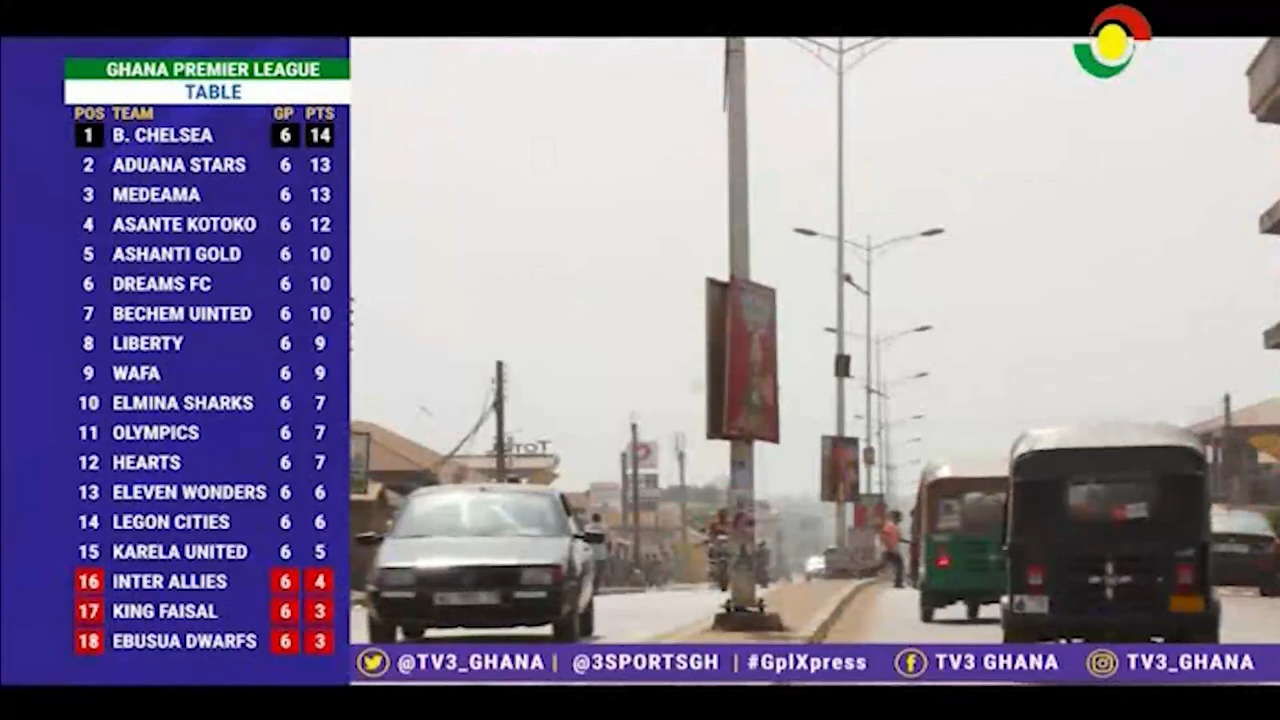 GHANA PREMIER LEAGUE
TABLE
POS TEAM GP PTS
1 B. CHELSEA 6 14
2 ADUANA STARS 6 13
3 MEDEAMA 6 13
4 ASANTE KOTOKO 6 12
5 ASHANTI GOLD 6 10
6 DREAMS FC 6 10
7 BECHEM UINTED 6 10
8 LIBERTY 6 9
9 WAFA 6 9
10 ELMINA SHARKS 6 7
11 OLYMPICS 6 7
12 HEARTS 6 7
13 ELEVEN WONDERS 6 6
14 LEGON CITIES 6 6
15 KARELA UNITED 6 5
16 INTER ALLIES 6 4
17 KING FAISAL 6 3
18 EBUSUA DWARFS 6 3
@TV3_GHANA | @3SPORTSGH | #GplXpress TV3 GHANA TV3_GHANA